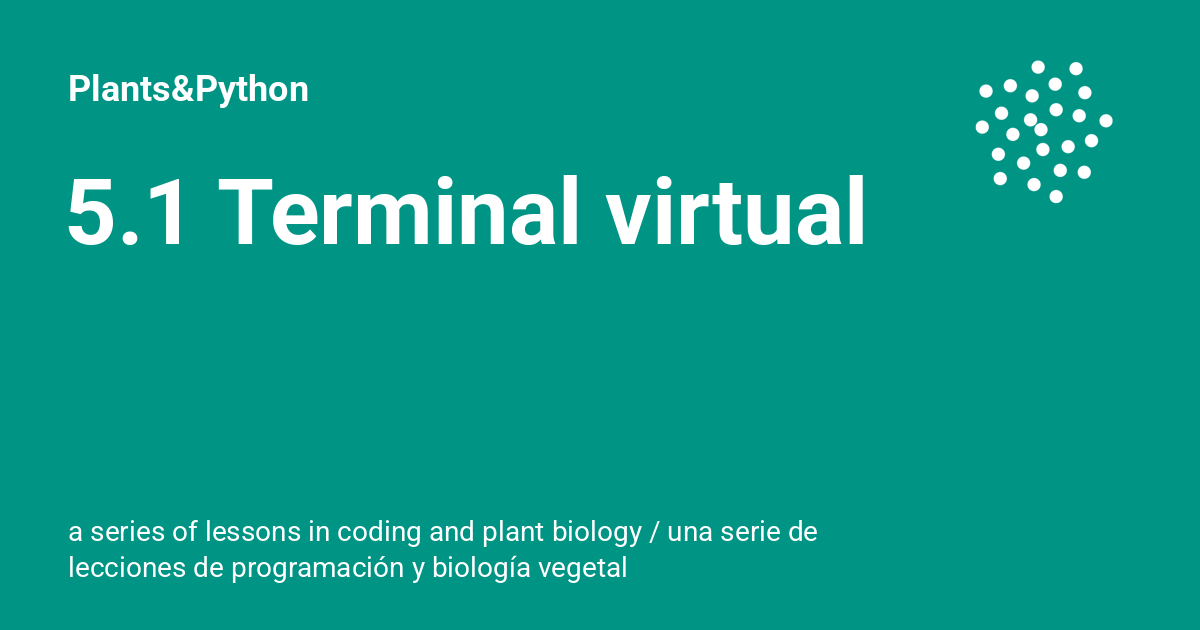 Plants&Python
5.1 Terminal virtual
a series of lessons in coding and plant biology / una serie de
lecciones de programación y biología vegetal